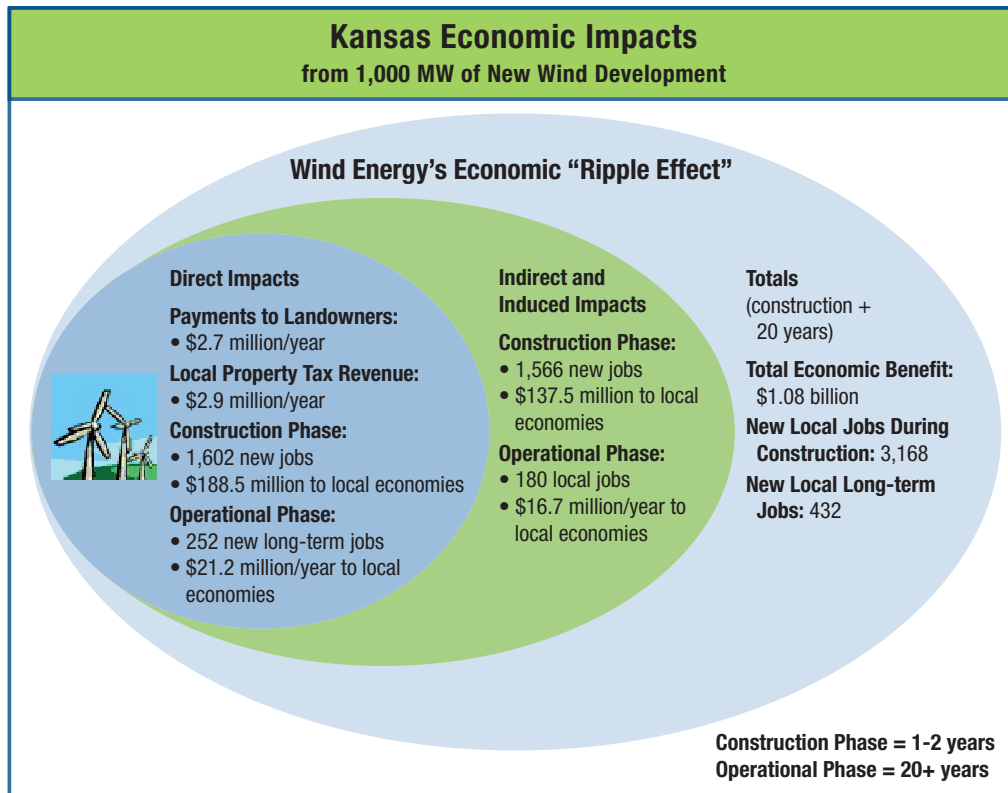 Kansas Economic Impacts
from 1,000 MW of New Wind Development
Wind Energy’s Economic “Ripple Effect”
Direct Impacts
Payments to Landowners:
• $2.7 million/year
Local Property Tax Revenue:
• $2.9 million/year
Construction Phase:
• 1,602 new jobs
• $188.5 million to local economies
Operational Phase:
• 252 new long-term jobs
• $21.2 million/year to local
economies
Indirect and
Induced Impacts
Construction Phase:
• 1,566 new jobs
• $137.5 million to local
economies
Operational Phase:
• 180 local jobs
• $16.7 million/year to
local economies
Totals
(construction +
20 years)
Total Economic Benefit:
$1.08 billion
New Local Jobs During
Construction: 3,168
New Local Long-term
Jobs: 432
Construction Phase = 1-2 years
Operational Phase = 20+ years